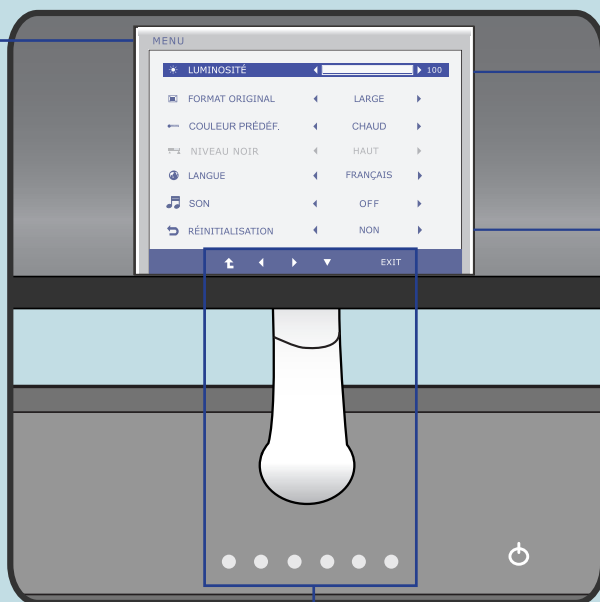 MENU
LUMINOSITÉ 100
FORMAT ORIGINAL LARGE
COULEUR PRÉDÉF. CHAUD
NIVEAU NOIR HAUT
LANGUE FRANÇAIS
SON OFF
RÉINITIALISATION NON
EXIT